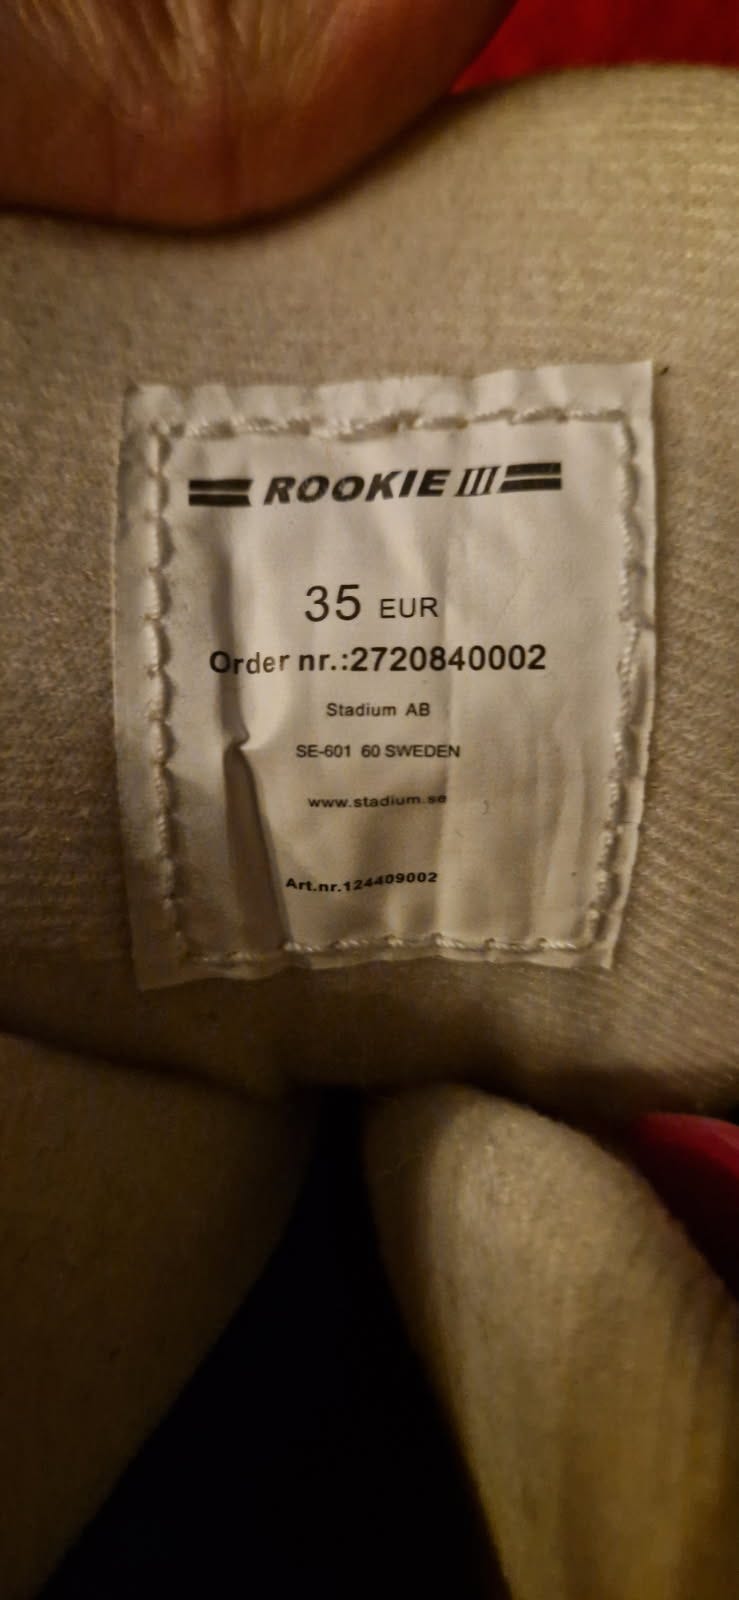 ROOKIE III
35 EUR
Order nr.:2720840002
Stadium AB
SE-601 60 SWEDEN
www.stadium.se
Art.nr.124409002